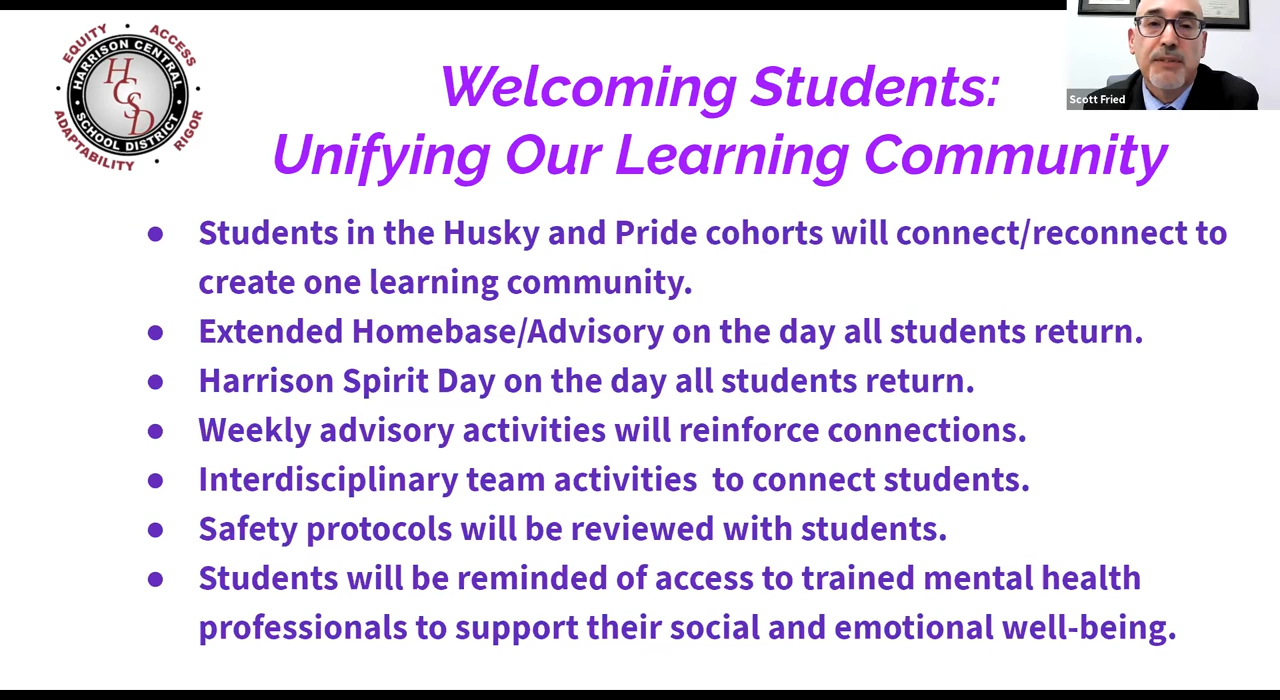 EQUITY • ACCESS
HARRISON CENTRAL
HCSD
SCHOOL DISTRICT
ADAPTABILITY • RIGOR
Welcoming Students:
Unifying Our Learning Community
Scott Fried
● Students in the Husky and Pride cohorts will connect/reconnect to
create one learning community.
● Extended Homebase/Advisory on the day all students return.
● Harrison Spirit Day on the day all students return.
● Weekly advisory activities will reinforce connections.
● Interdisciplinary team activities  to connect students.
● Safety protocols will be reviewed with students.
● Students will be reminded of access to trained mental health
professionals to support their social and emotional well-being.